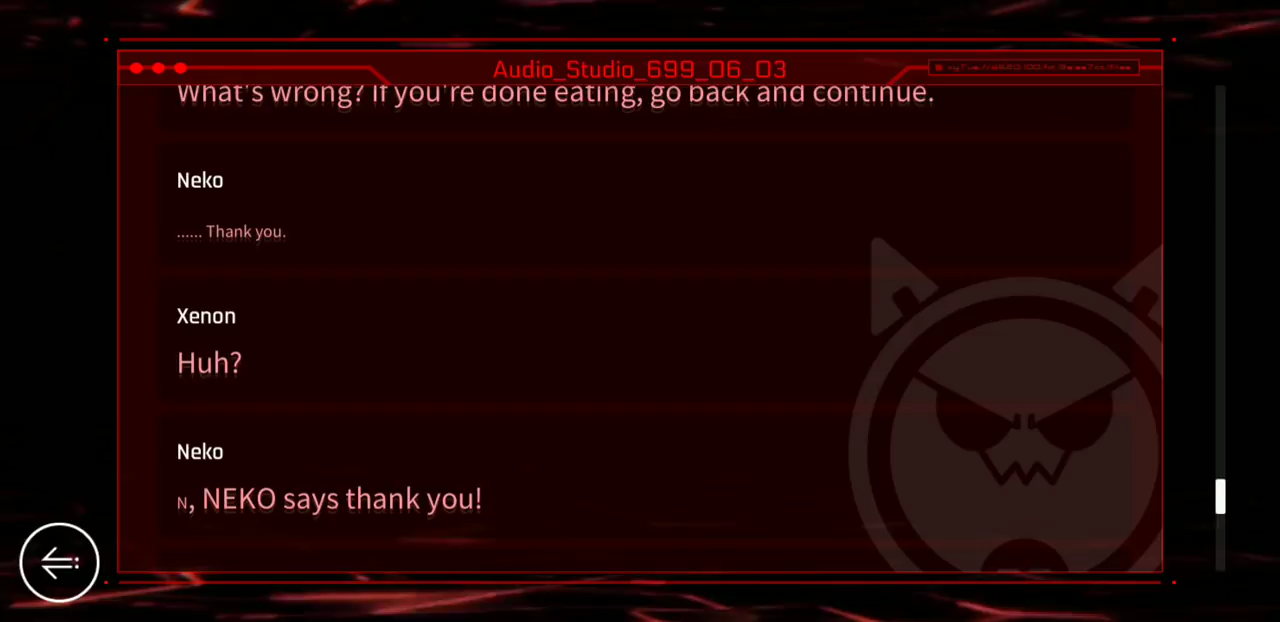 Audio_Studio_699_06_03
What's wrong? If you're done eating, go back and continue.
Neko
...... Thank you.
Xenon
Huh?
Neko
N, NEKO says thank you!